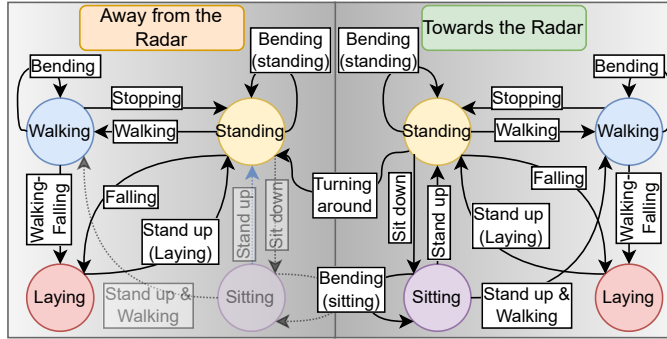 Away from the
Radar
Towards the Radar
Bending
Bending
(standing)
Bending
(standing)
Bending
Stopping
Stopping
Walking
Walking
Standing
Standing
Walking
Walking
Walking-
Falling
Falling
Stand up
(Laying)
Stand up
Sit down
Turning
around
Sit down
Stand up
Falling
Stand up
(Laying)
Walking-
Falling
Laying
Stand up &
Walking
Sitting
Bending
(sitting)
Sitting
Stand up &
Walking
Laying